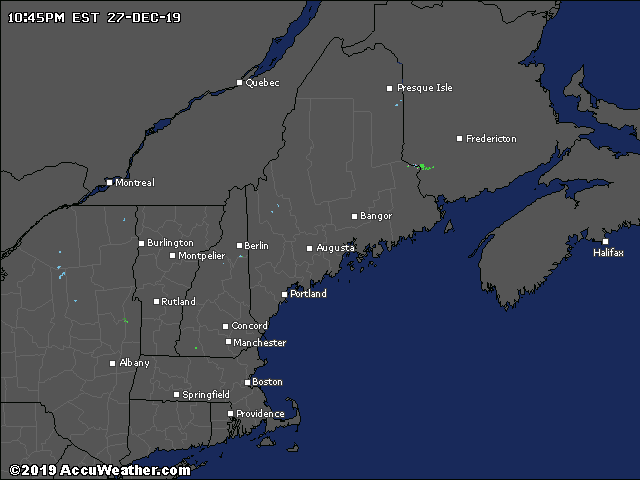 10:45PM EST 27-DEC-19
Quebec
Presque Isle
Fredericton
Montreal
Bangor
Burlington
Berlin
Augusta
Halifax
Montpelier
Portland
Rutland
Concord
Manchester
Albany
Boston
Springfield
Providence
©2019 AccuWeather.com